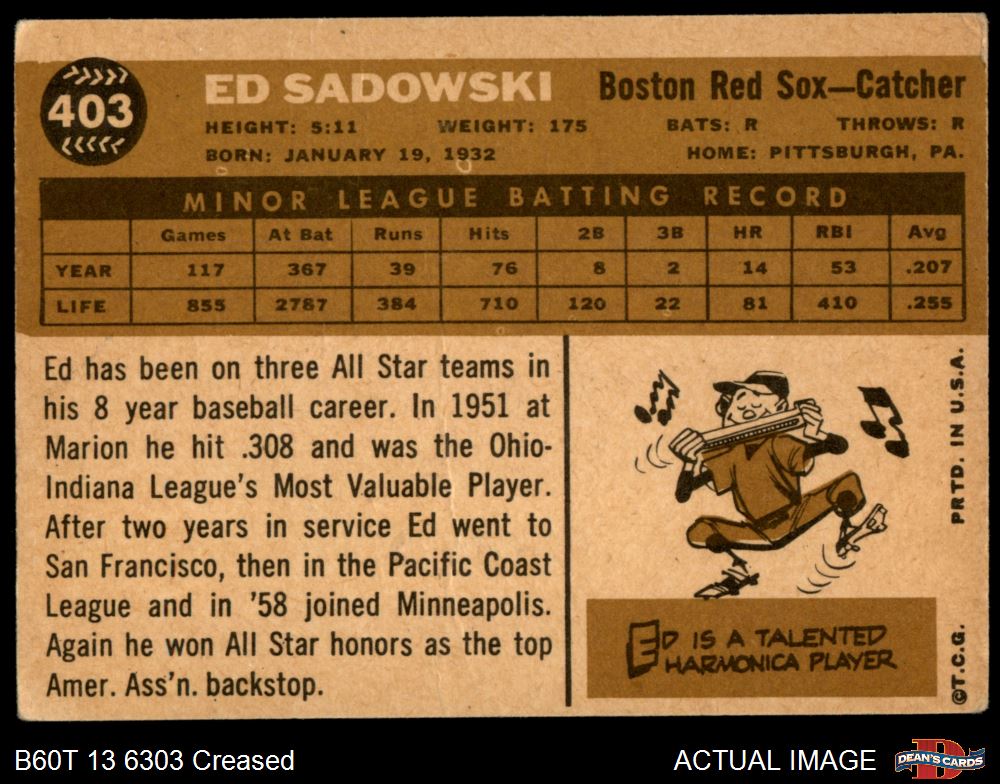 403
ED SADOWSKI
Boston Red Sox—Catcher
HEIGHT: 5:11 WEIGHT: 175 BATS: R THROWS: R
BORN: JANUARY 19, 1932 HOME: PITTSBURGH, PA.
MINOR LEAGUE BATTING RECORD
Games At Bat Runs Hits 2B 3B HR RBI Avg
YEAR 117 367 39 76 8 2 14 53 .207
LIFE 855 2787 384 710 120 22 81 410 .255
Ed has been on three All Star teams in
his 8 year baseball career. In 1951 at
Marion he hit .308 and was the Ohio-
Indiana League's Most Valuable Player.
After two years in service Ed went to
San Francisco, then in the Pacific Coast
League and in '58 joined Minneapolis.
Again he won All Star honors as the top
Amer. Ass'n. backstop.
ED IS A TALENTED
HARMONICA PLAYER
©T.C.G. PRTD. IN U.S.A.
B60T 13 6303 Creased
ACTUAL IMAGE
DEAN'S CARDS